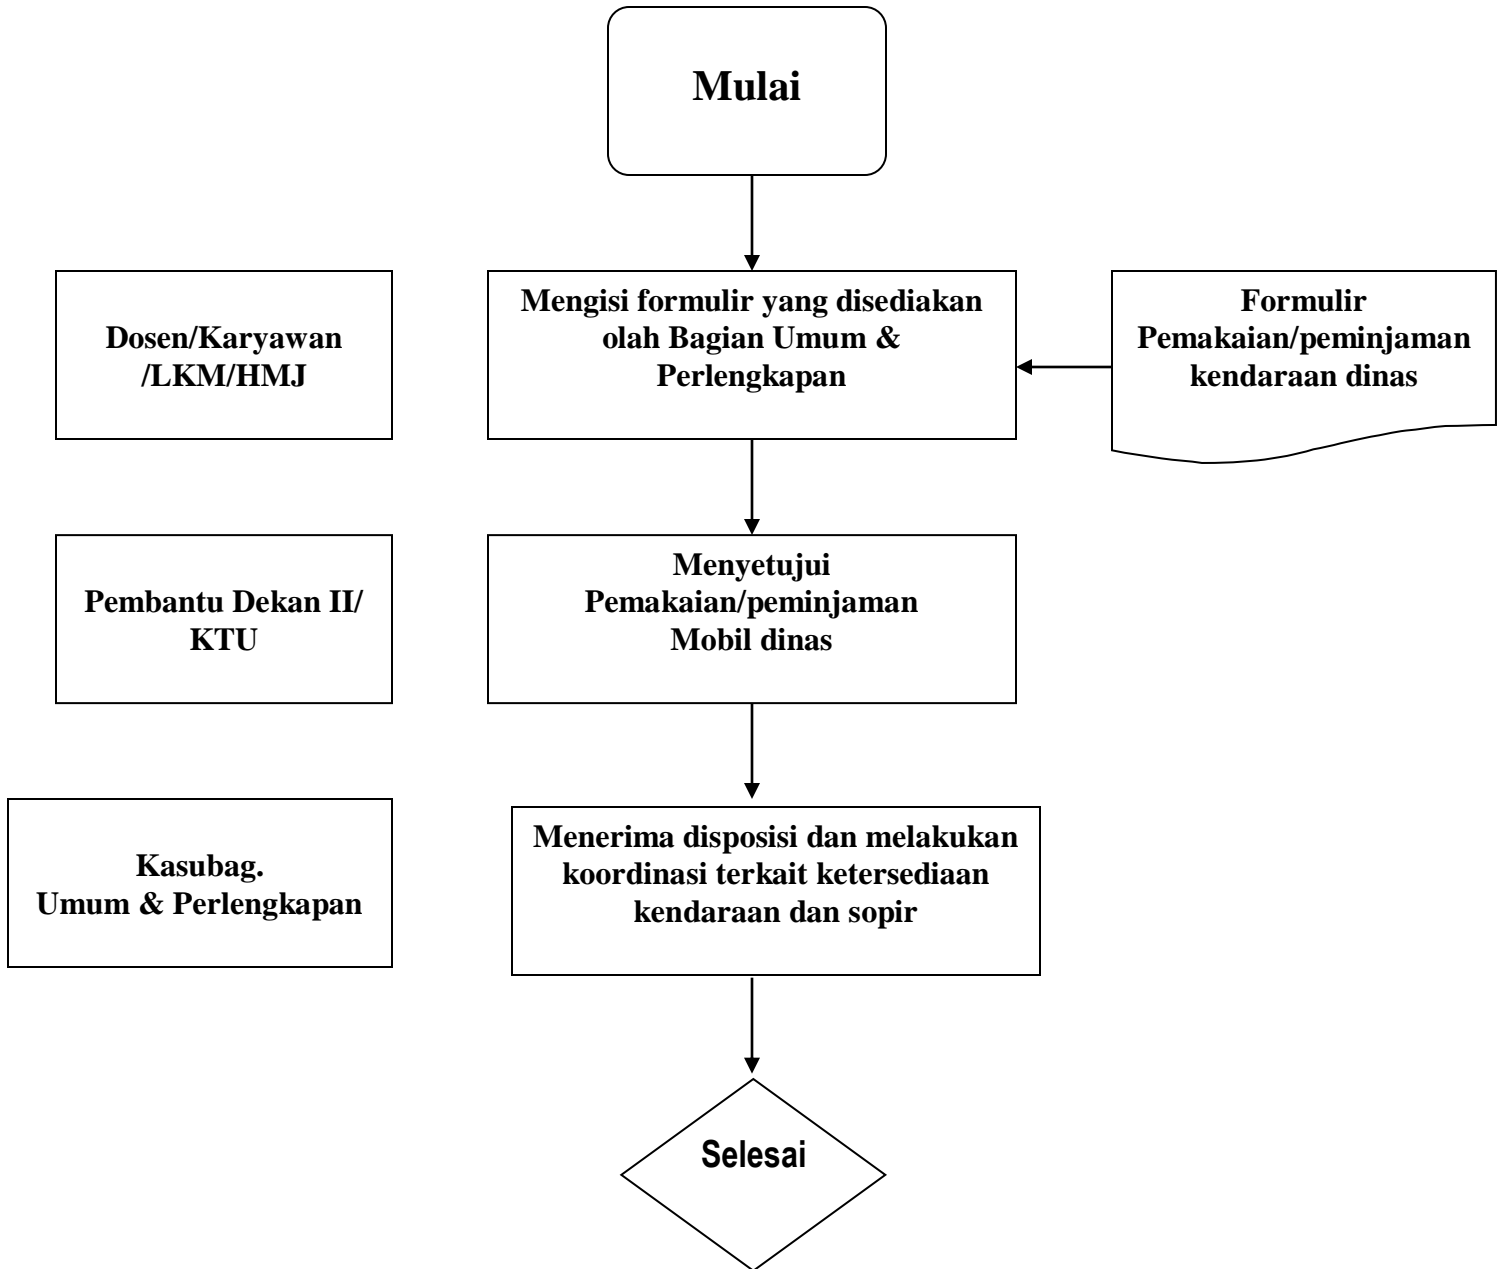 Mulai
Dosen/Karyawan
/LKM/HMJ
Mengisi formulir yang disediakan
olah Bagian Umum &
Perlengkapan
Formulir
Pemakaian/peminjaman
kendaraan dinas
Pembantu Dekan II/
KTU
Menyetujui
Pemakaian/peminjaman
Mobil dinas
Kasubag.
Umum & Perlengkapan
Menerima disposisi dan melakukan
koordinasi terkait ketersediaan
kendaraan dan sopir
Selesai